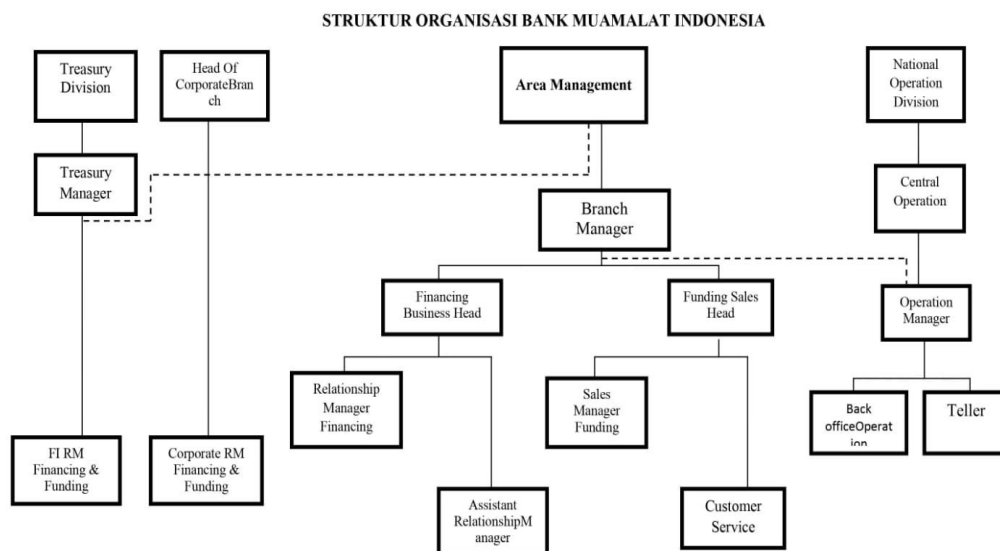 STRUKTUR ORGANISASI BANK MUAMALAT INDONESIA
Treasury
Division
Head Of
CorporateBran
ch
Area Management
National
Operation
Division
Treasury
Manager
Central
Operation
Branch
Manager
Financing
Business Head
Funding Sales
Head
Operation
Manager
Relationship
Manager
Financing
Sales
Manager
Funding
Back
officeOperat
ion
Teller
FI RM
Financing &
Funding
Corporate RM
Financing &
Funding
Assistant
RelationshipM
anager
Customer
Service